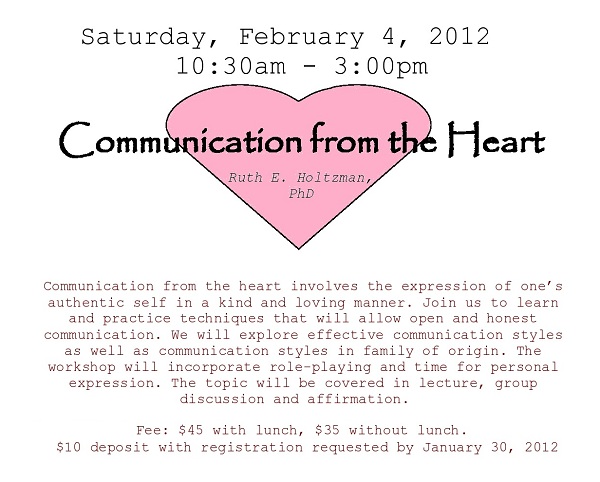 Saturday, February 4, 2012
10:30am - 3:00pm
Communication from the Heart
Ruth E. Holtzman,
PhD
Communication from the heart involves the expression of one’s
authentic self in a kind and loving manner. Join us to learn
and practice techniques that will allow open and honest
communication. We will explore effective communication styles
as well as communication styles in family of origin. The
workshop will incorporate role-playing and time for personal
expression. The topic will be covered in lecture, group
discussion and affirmation.
Fee: $45 with lunch, $35 without lunch.
$10 deposit with registration requested by January 30, 2012